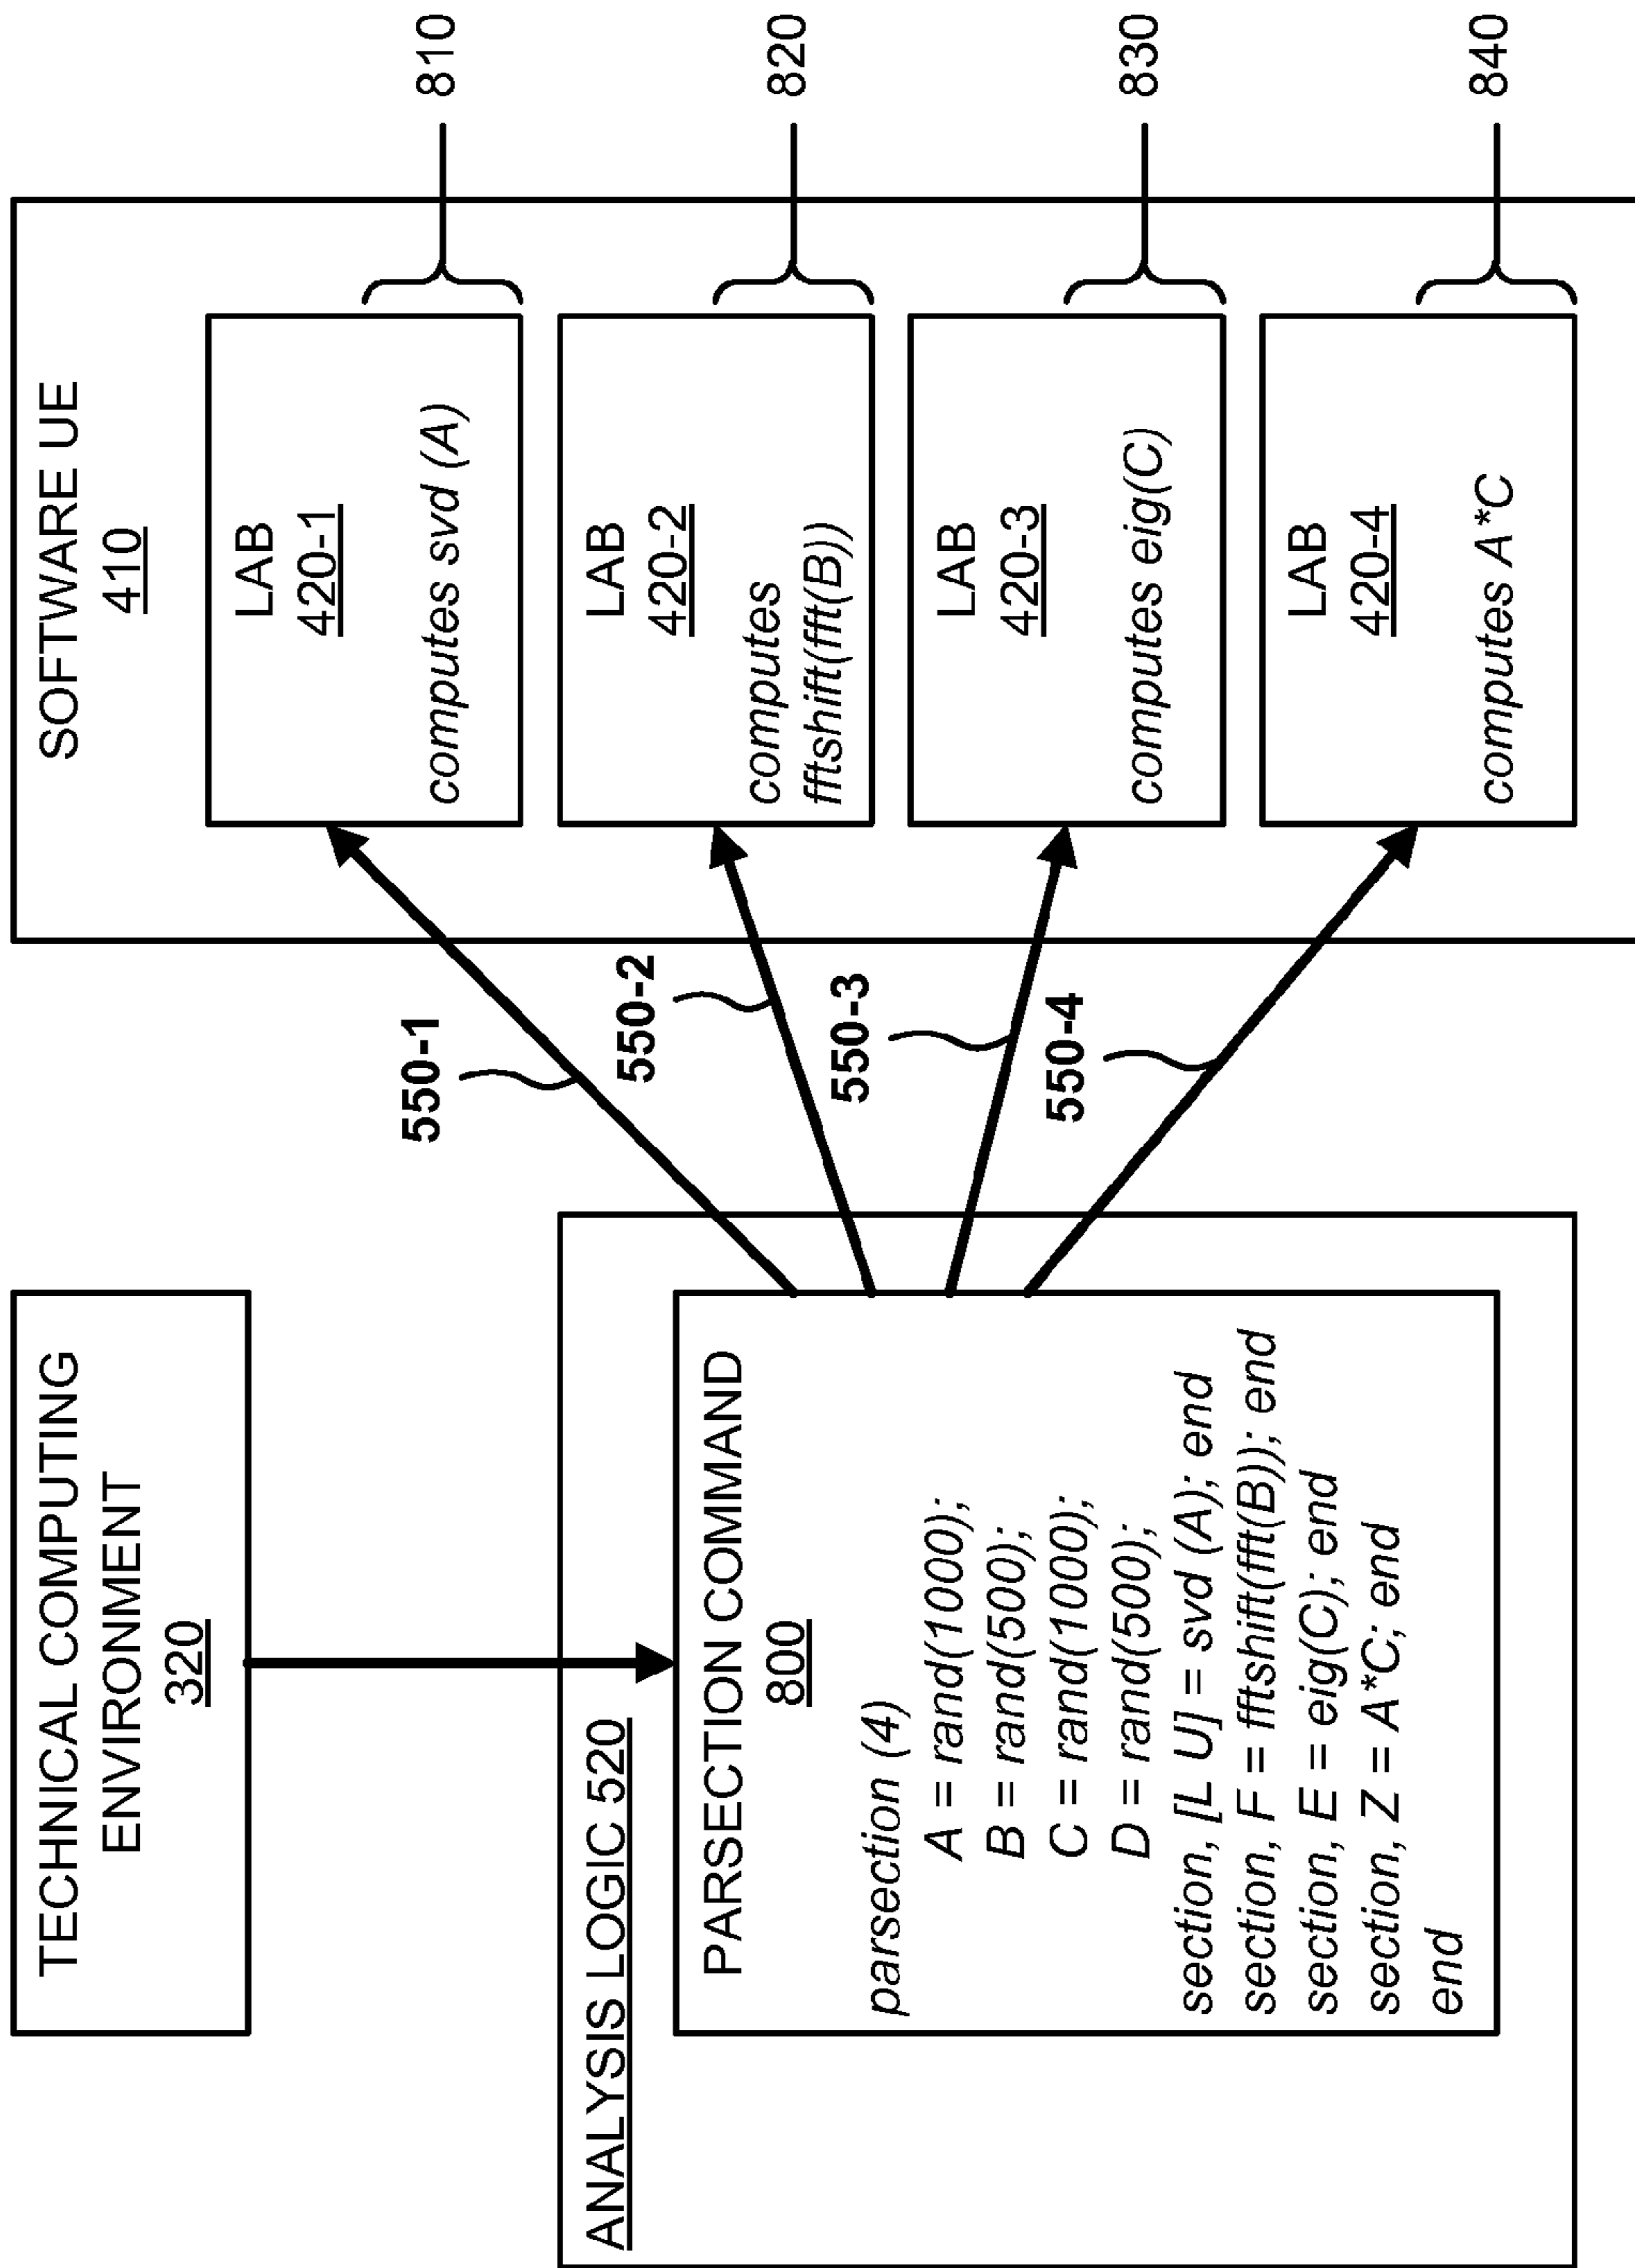 TECHNICAL COMPUTING
ENVIRONMENT
320
ANALYSIS LOGIC 520
PARSECTION COMMAND
800
parsection (4)
A = rand(1000);
B = rand(500);
C = rand(1000);
D = rand(500);
section, [L U] = svd (A); end
section, F = fftshift(fft(B)); end
section, E = eig(C); end
section, Z = A*C; end
end
550-1
550-2
550-3
550-4
SOFTWARE UE
410
LAB
420-1
computes svd (A)
810
LAB
420-2
computes
fftshift(fft(B))
820
LAB
420-3
computes eig(C)
830
LAB
420-4
computes A*C
840